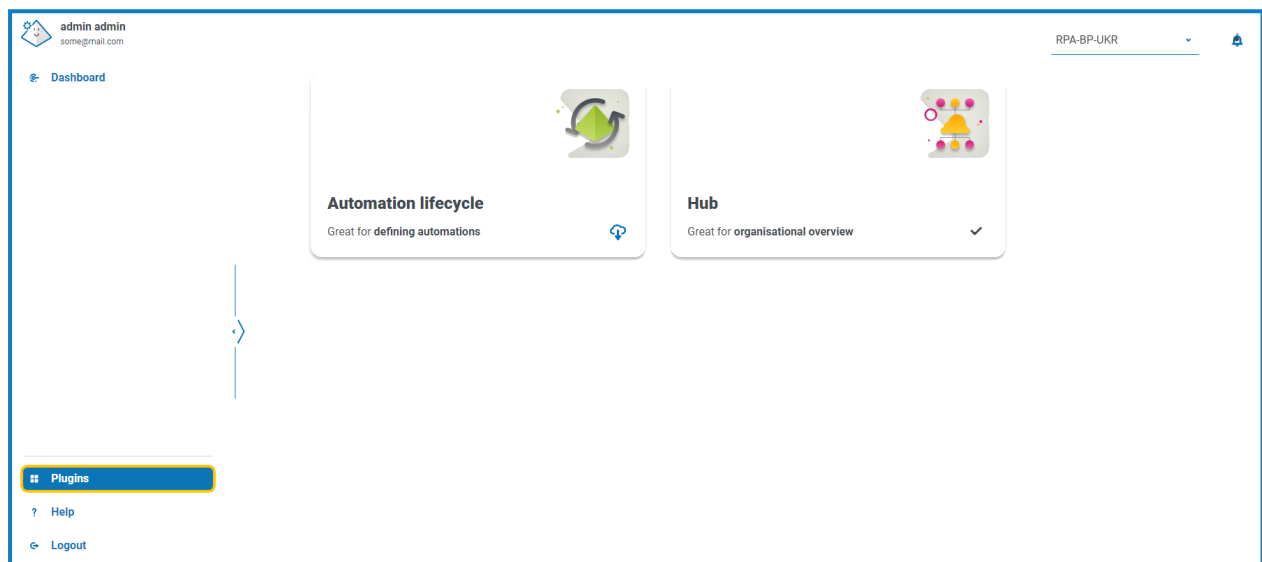 admin admin
some@mail.com
RPA-BP-UKR
Dashboard
Automation lifecycle
Great for defining automations
Hub
Great for organisational overview
Plugins
? Help
Logout